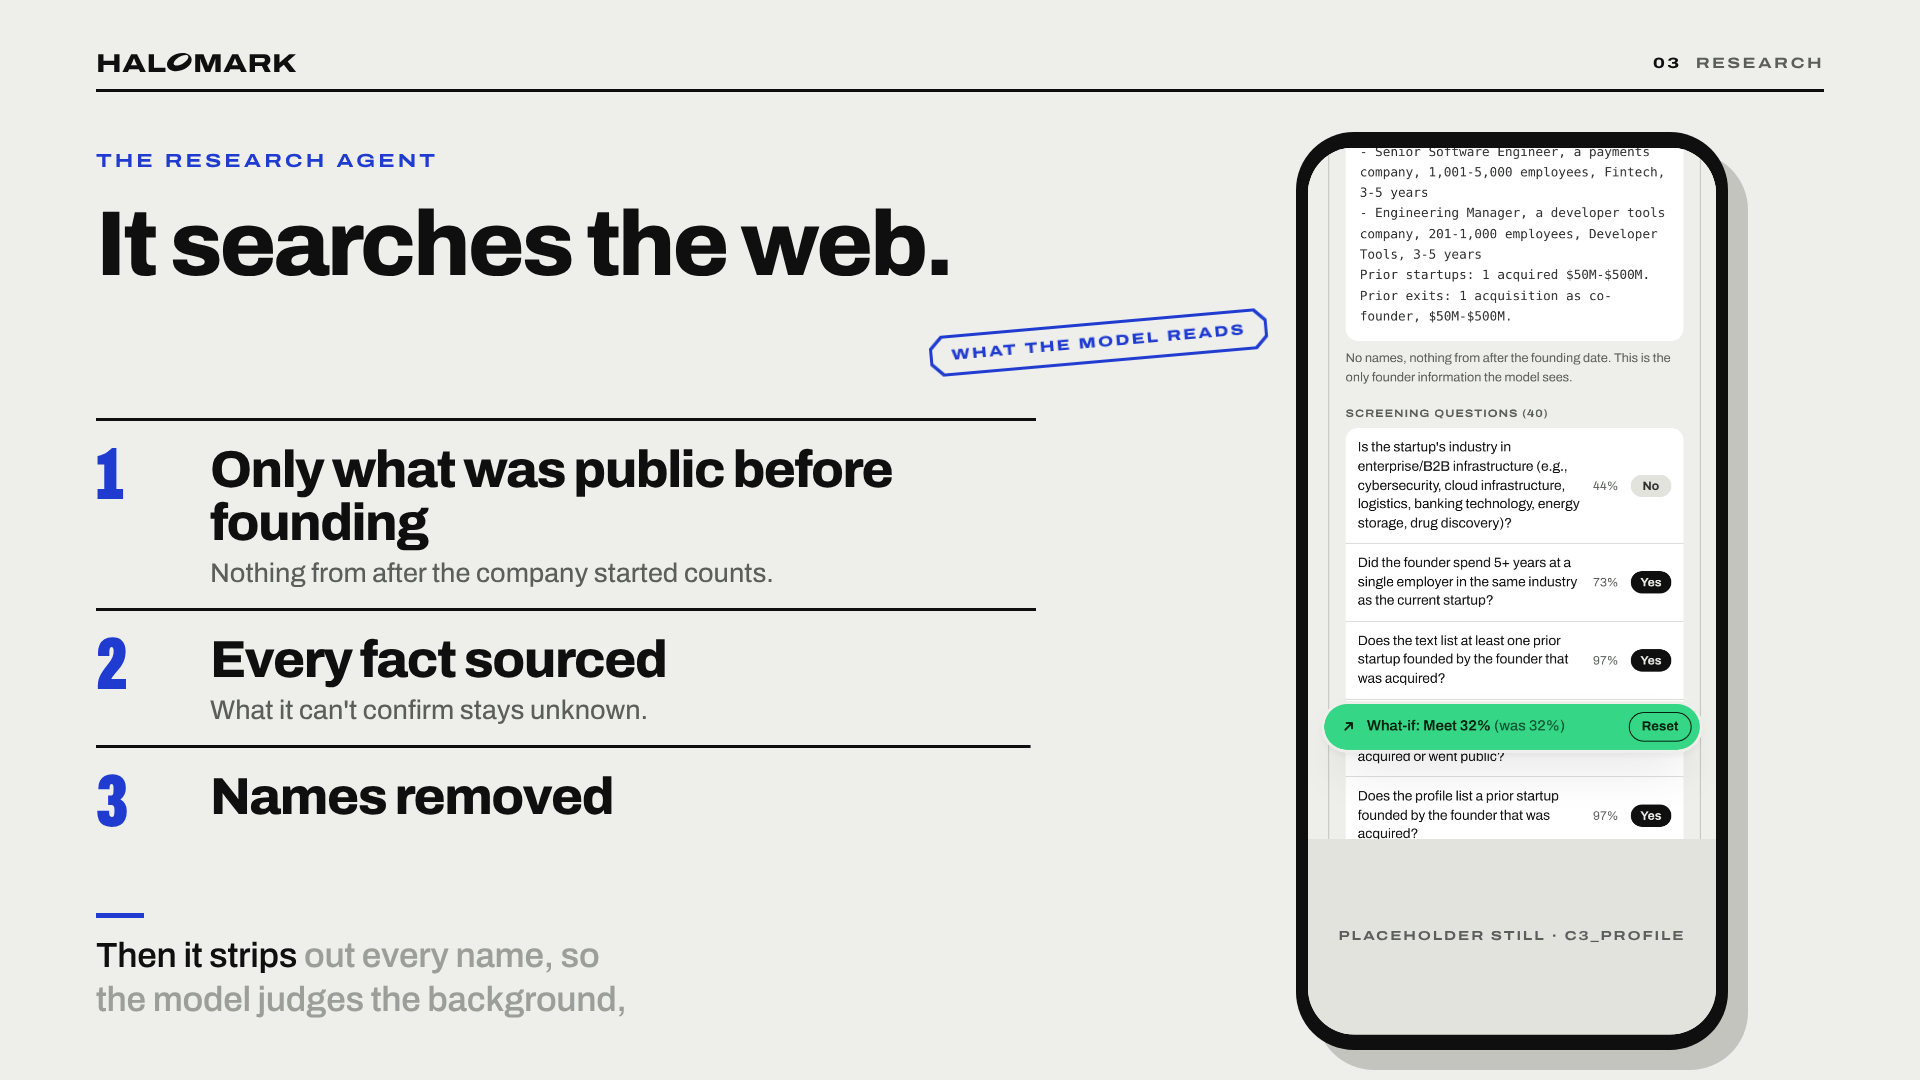 HALOMARK
03 RESEARCH
THE RESEARCH AGENT
It searches the web.
WHAT THE MODEL READS
1
Only what was public before
founding
Nothing from after the company started counts.
2
Every fact sourced
What it can't confirm stays unknown.
3
Names removed
Then it strips out every name, so
the model judges the background,
- Senior Software Engineer, a payments
company, 1,001-5,000 employees, Fintech,
3-5 years
- Engineering Manager, a developer tools
company, 201-1,000 employees, Developer
Tools, 3-5 years
Prior startups: 1 acquired $50M-$500M.
Prior exits: 1 acquisition as co-
founder, $50M-$500M.
No names, nothing from after the founding date. This is the
only founder information the model sees.
SCREENING QUESTIONS (40)
Is the startup's industry in
enterprise/B2B infrastructure (e.g.,
cybersecurity, cloud infrastructure,
logistics, banking technology, energy
storage, drug discovery)?
44% No
Did the founder spend 5+ years at a
single employer in the same industry
as the current startup?
73% Yes
Does the text list at least one prior
startup founded by the founder that
was acquired?
97% Yes
What-if: Meet 32% (was 32%) Reset
acquired or went public?
Does the profile list a prior startup
founded by the founder that was
acquired?
97% Yes
PLACEHOLDER STILL · C3_PROFILE